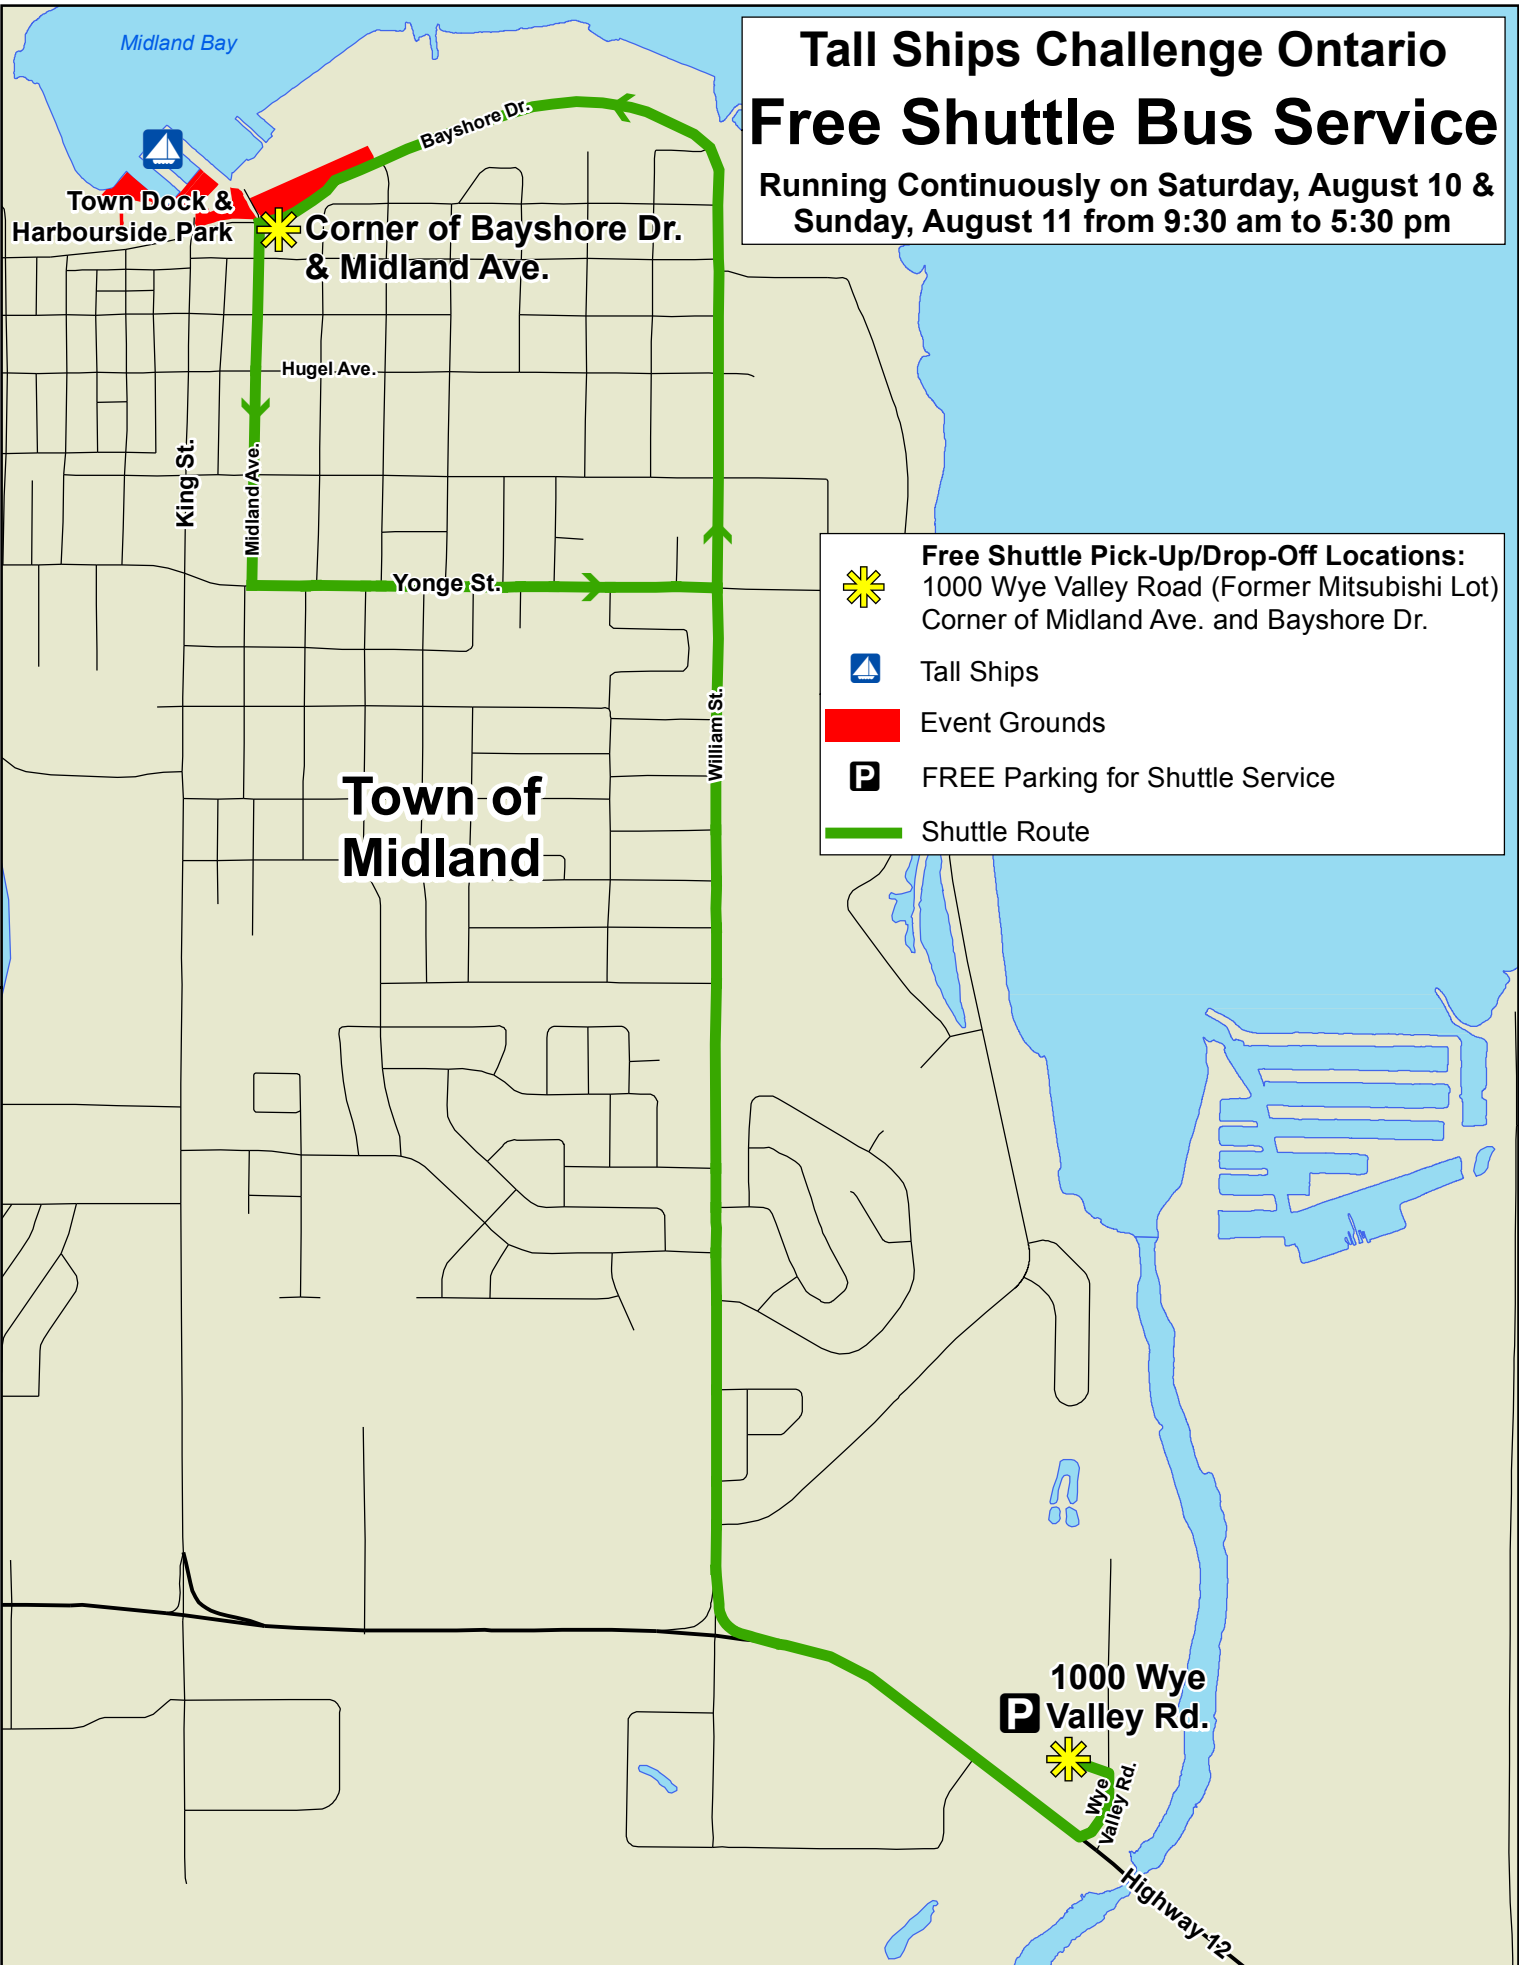 Midland Bay
Tall Ships Challenge Ontario
Free Shuttle Bus Service
Running Continuously on Saturday, August 10 &
Sunday, August 11 from 9:30 am to 5:30 pm
Bayshore Dr.
Town Dock &
Harbourside Park
Corner of Bayshore Dr.
& Midland Ave.
Hugel Ave.
King St.
Midland Ave.
Yonge St.
Free Shuttle Pick-Up/Drop-Off Locations:
1000 Wye Valley Road (Former Mitsubishi Lot)
Corner of Midland Ave. and Bayshore Dr.
Tall Ships
Event Grounds
P FREE Parking for Shuttle Service
Shuttle Route
William St.
Town of
Midland
1000 Wye
P Valley Rd.
Wye
Valley Rd.
Highway 12